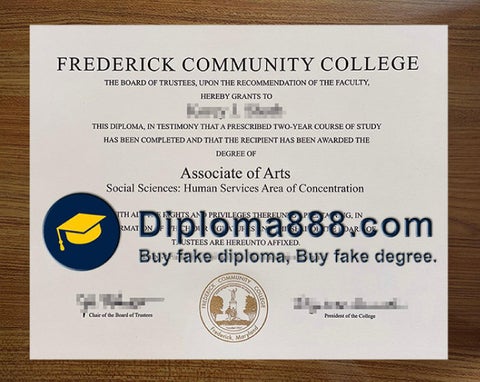 FREDERICK COMMUNITY COLLEGE
THE BOARD OF TRUSTEES, UPON THE RECOMMENDATION OF THE FACULTY,
HEREBY GRANTS TO
THIS DIPLOMA, IN TESTIMONY THAT A PRESCRIBED TWO-YEAR COURSE OF STUDY
HAS BEEN COMPLETED AND THAT THE RECIPIENT HAS BEEN AWARDED THE
DEGREE OF
Associate of Arts
Social Sciences: Human Services Area of Concentration
Diploma888.com
Buy fake diploma, Buy fake degree.
TRUSTEES ARE HEREUNTO AFFIXED.
Chair of the Board of Trustees
FREDERICK COMMUNITY COLLEGE
Frederick, Maryland
President of the College